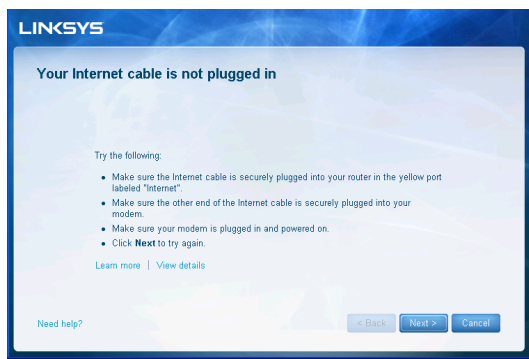 LINKSYS
Your Internet cable is not plugged in
Try the following:
• Make sure the Internet cable is securely plugged into your router in the yellow port
labeled "Internet".
• Make sure the other end of the Internet cable is securely plugged into your
modem.
• Make sure your modem is plugged in and powered on.
• Click Next to try again.
Learn more | View details
Need help? < Back Next > Cancel